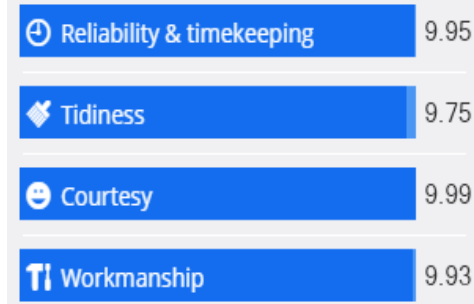 Reliability & timekeeping 9.95
Tidiness 9.75
Courtesy 9.99
Workmanship 9.93